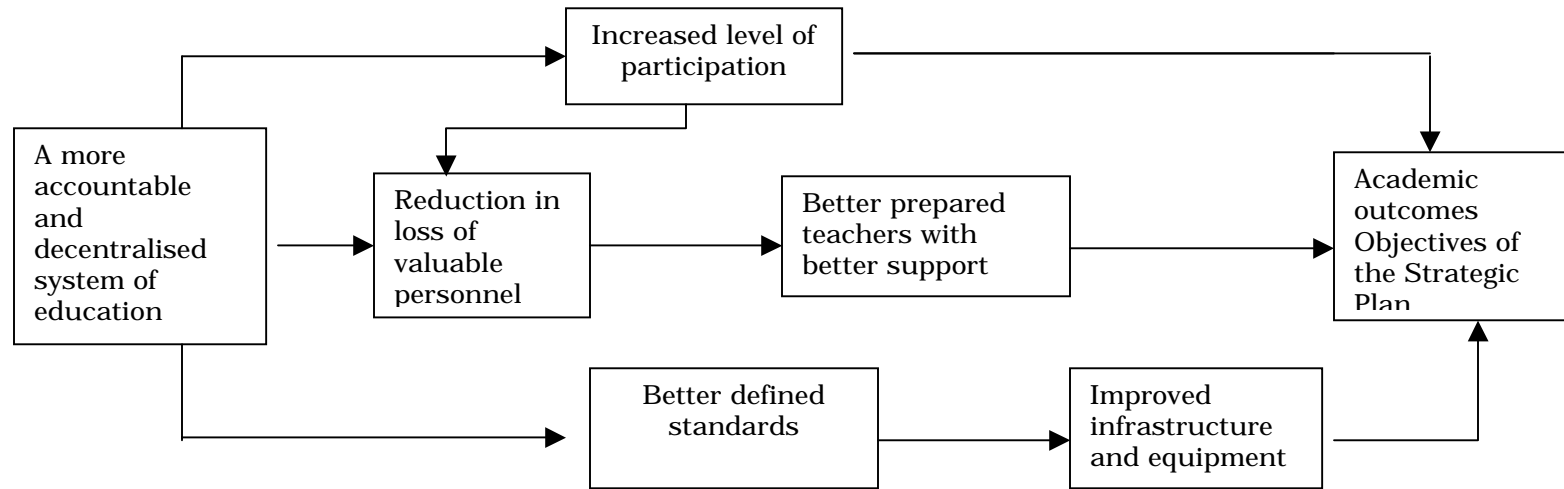 Increased level of
participation
A more
accountable
and
decentralised
system of
education
Reduction in
loss of
valuable
personnel
Better prepared
teachers with
better support
Academic
outcomes
Objectives of
the Strategic
Plan
Better defined
standards
Improved
infrastructure
and equipment